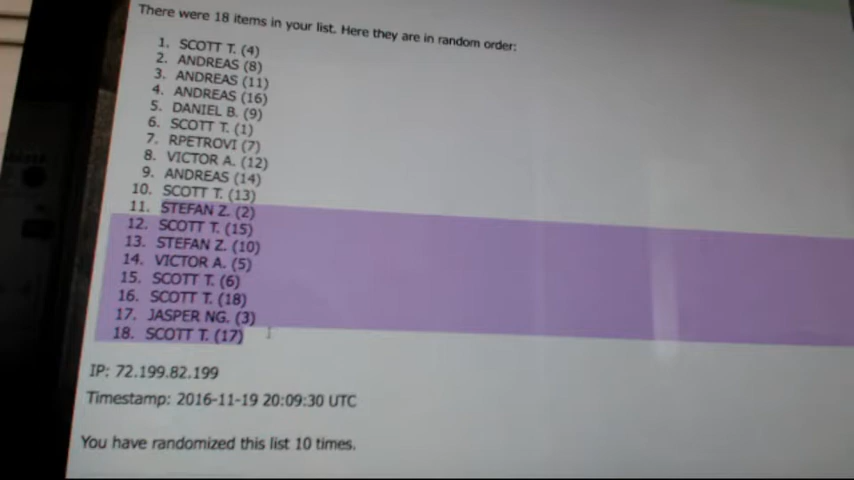 There were 18 items in your list. Here they are in random order:
1. SCOTT T. (4)
2. ANDREAS (8)
3. ANDREAS (11)
4. ANDREAS (16)
5. DANIEL B. (9)
6. SCOTT T. (1)
7. RPETROVI (7)
8. VICTOR A. (12)
9. ANDREAS (14)
10. SCOTT T. (13)
11. STEFAN Z. (2)
12. SCOTT T. (15)
13. STEFAN Z. (10)
14. VICTOR A. (5)
15. SCOTT T. (6)
16. SCOTT T. (18)
17. JASPER NG. (3)
18. SCOTT T. (17)
IP: 72.199.82.199
Timestamp: 2016-11-19 20:09:30 UTC
You have randomized this list 10 times.